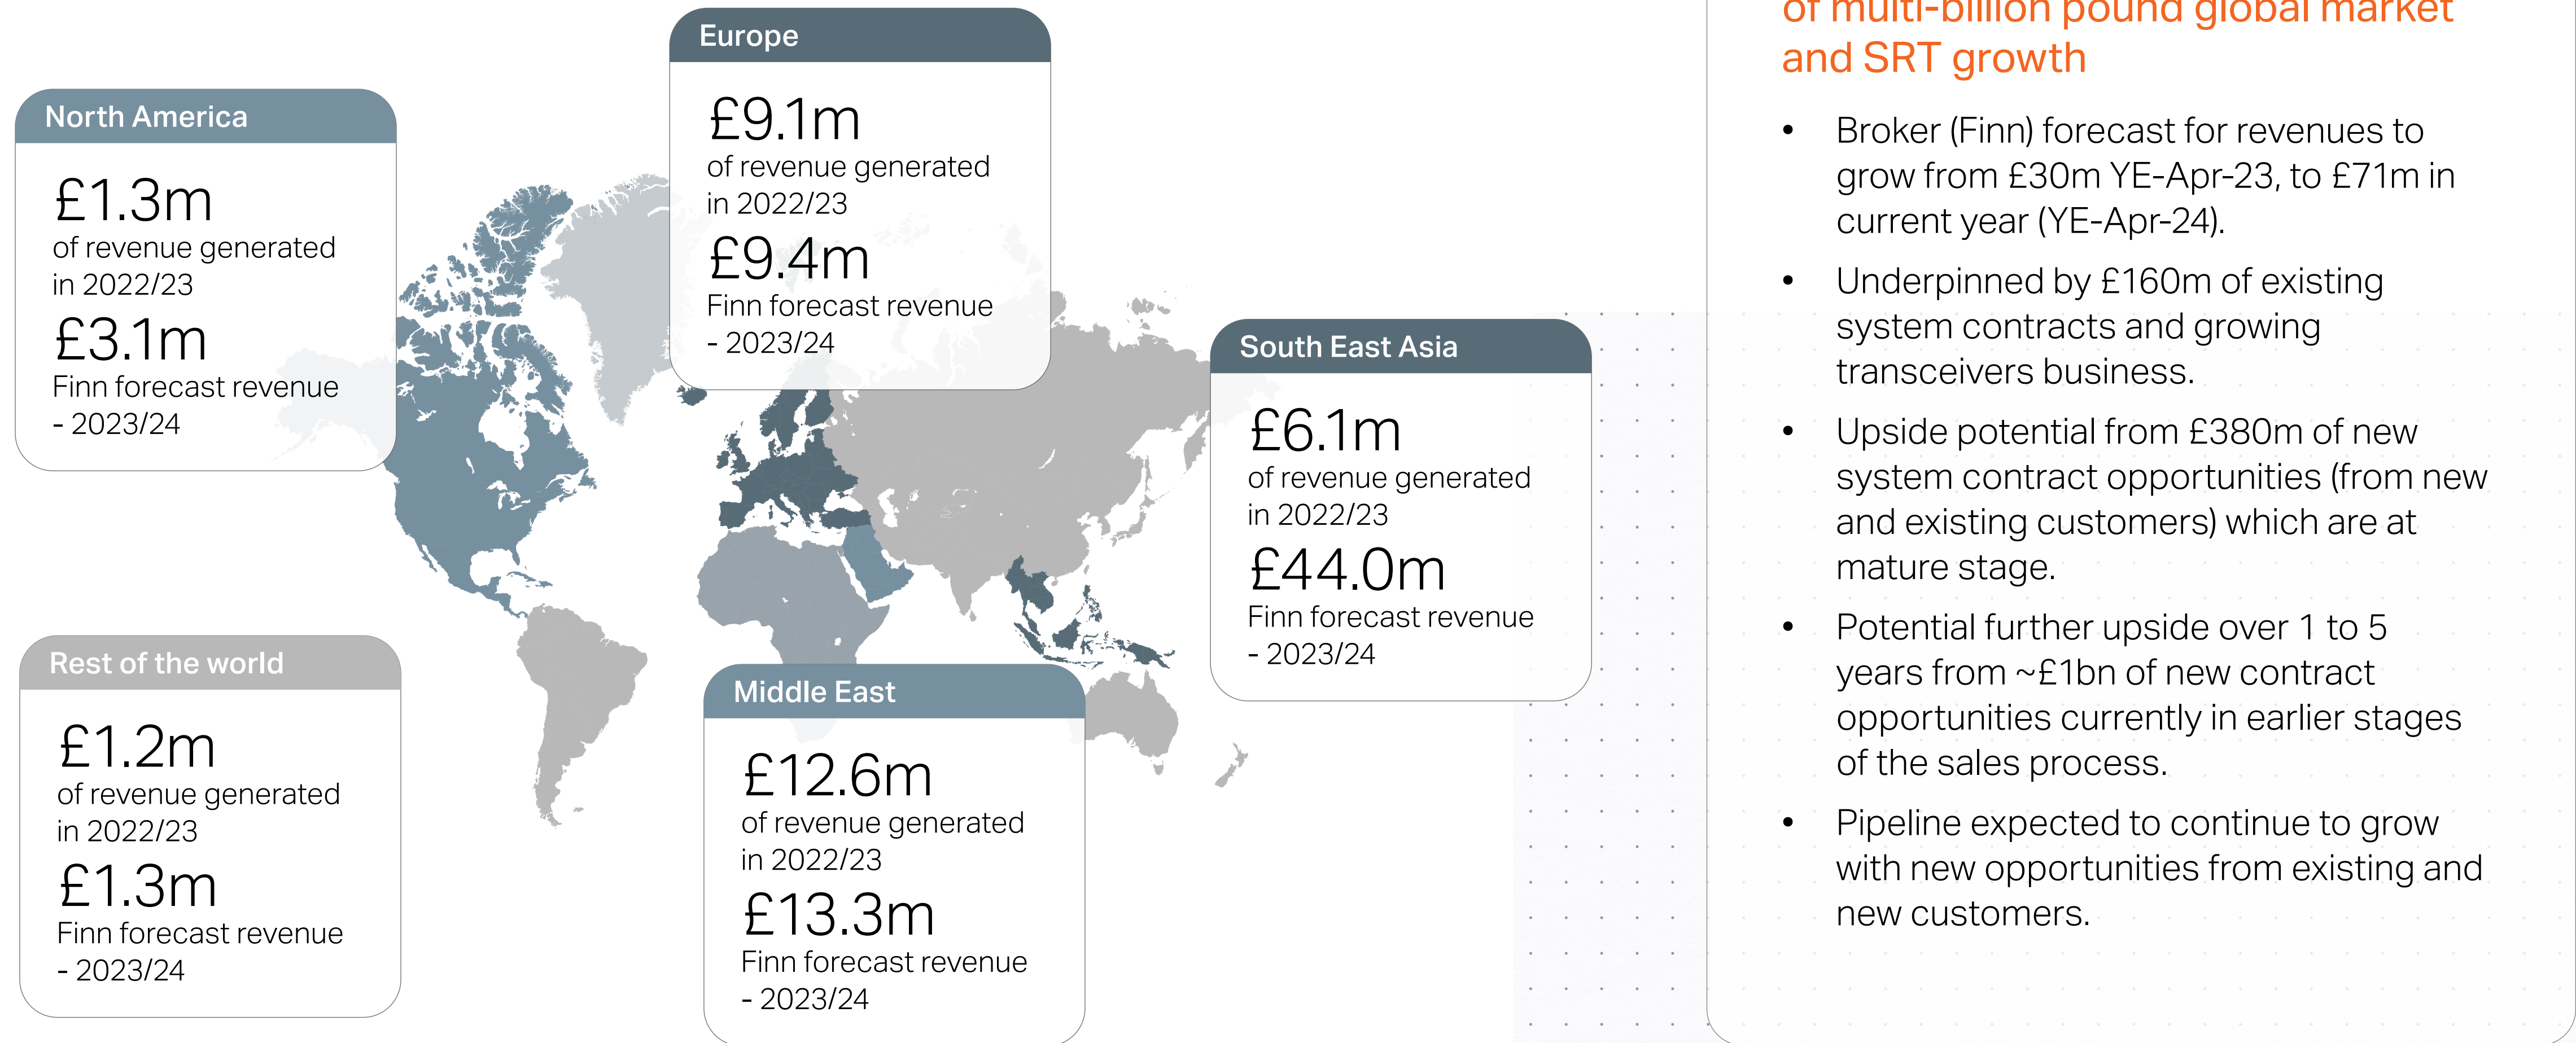 Europe
£9.1m
of revenue generated
in 2022/23
£9.4m
Finn forecast revenue
- 2023/24
North America
£1.3m
of revenue generated
in 2022/23
£3.1m
Finn forecast revenue
- 2023/24
South East Asia
£6.1m
of revenue generated
in 2022/23
£44.0m
Finn forecast revenue
- 2023/24
Rest of the world
£1.2m
of revenue generated
in 2022/23
£1.3m
Finn forecast revenue
- 2023/24
Middle East
£12.6m
of revenue generated
in 2022/23
£13.3m
Finn forecast revenue
- 2023/24
of multi-billion pound global market
and SRT growth
• Broker (Finn) forecast for revenues to
grow from £30m YE-Apr-23, to £71m in
current year (YE-Apr-24).
• Underpinned by £160m of existing
system contracts and growing
transceivers business.
• Upside potential from £380m of new
system contract opportunities (from new
and existing customers) which are at
mature stage.
• Potential further upside over 1 to 5
years from ~£1bn of new contract
opportunities currently in earlier stages
of the sales process.
• Pipeline expected to continue to grow
with new opportunities from existing and
new customers.